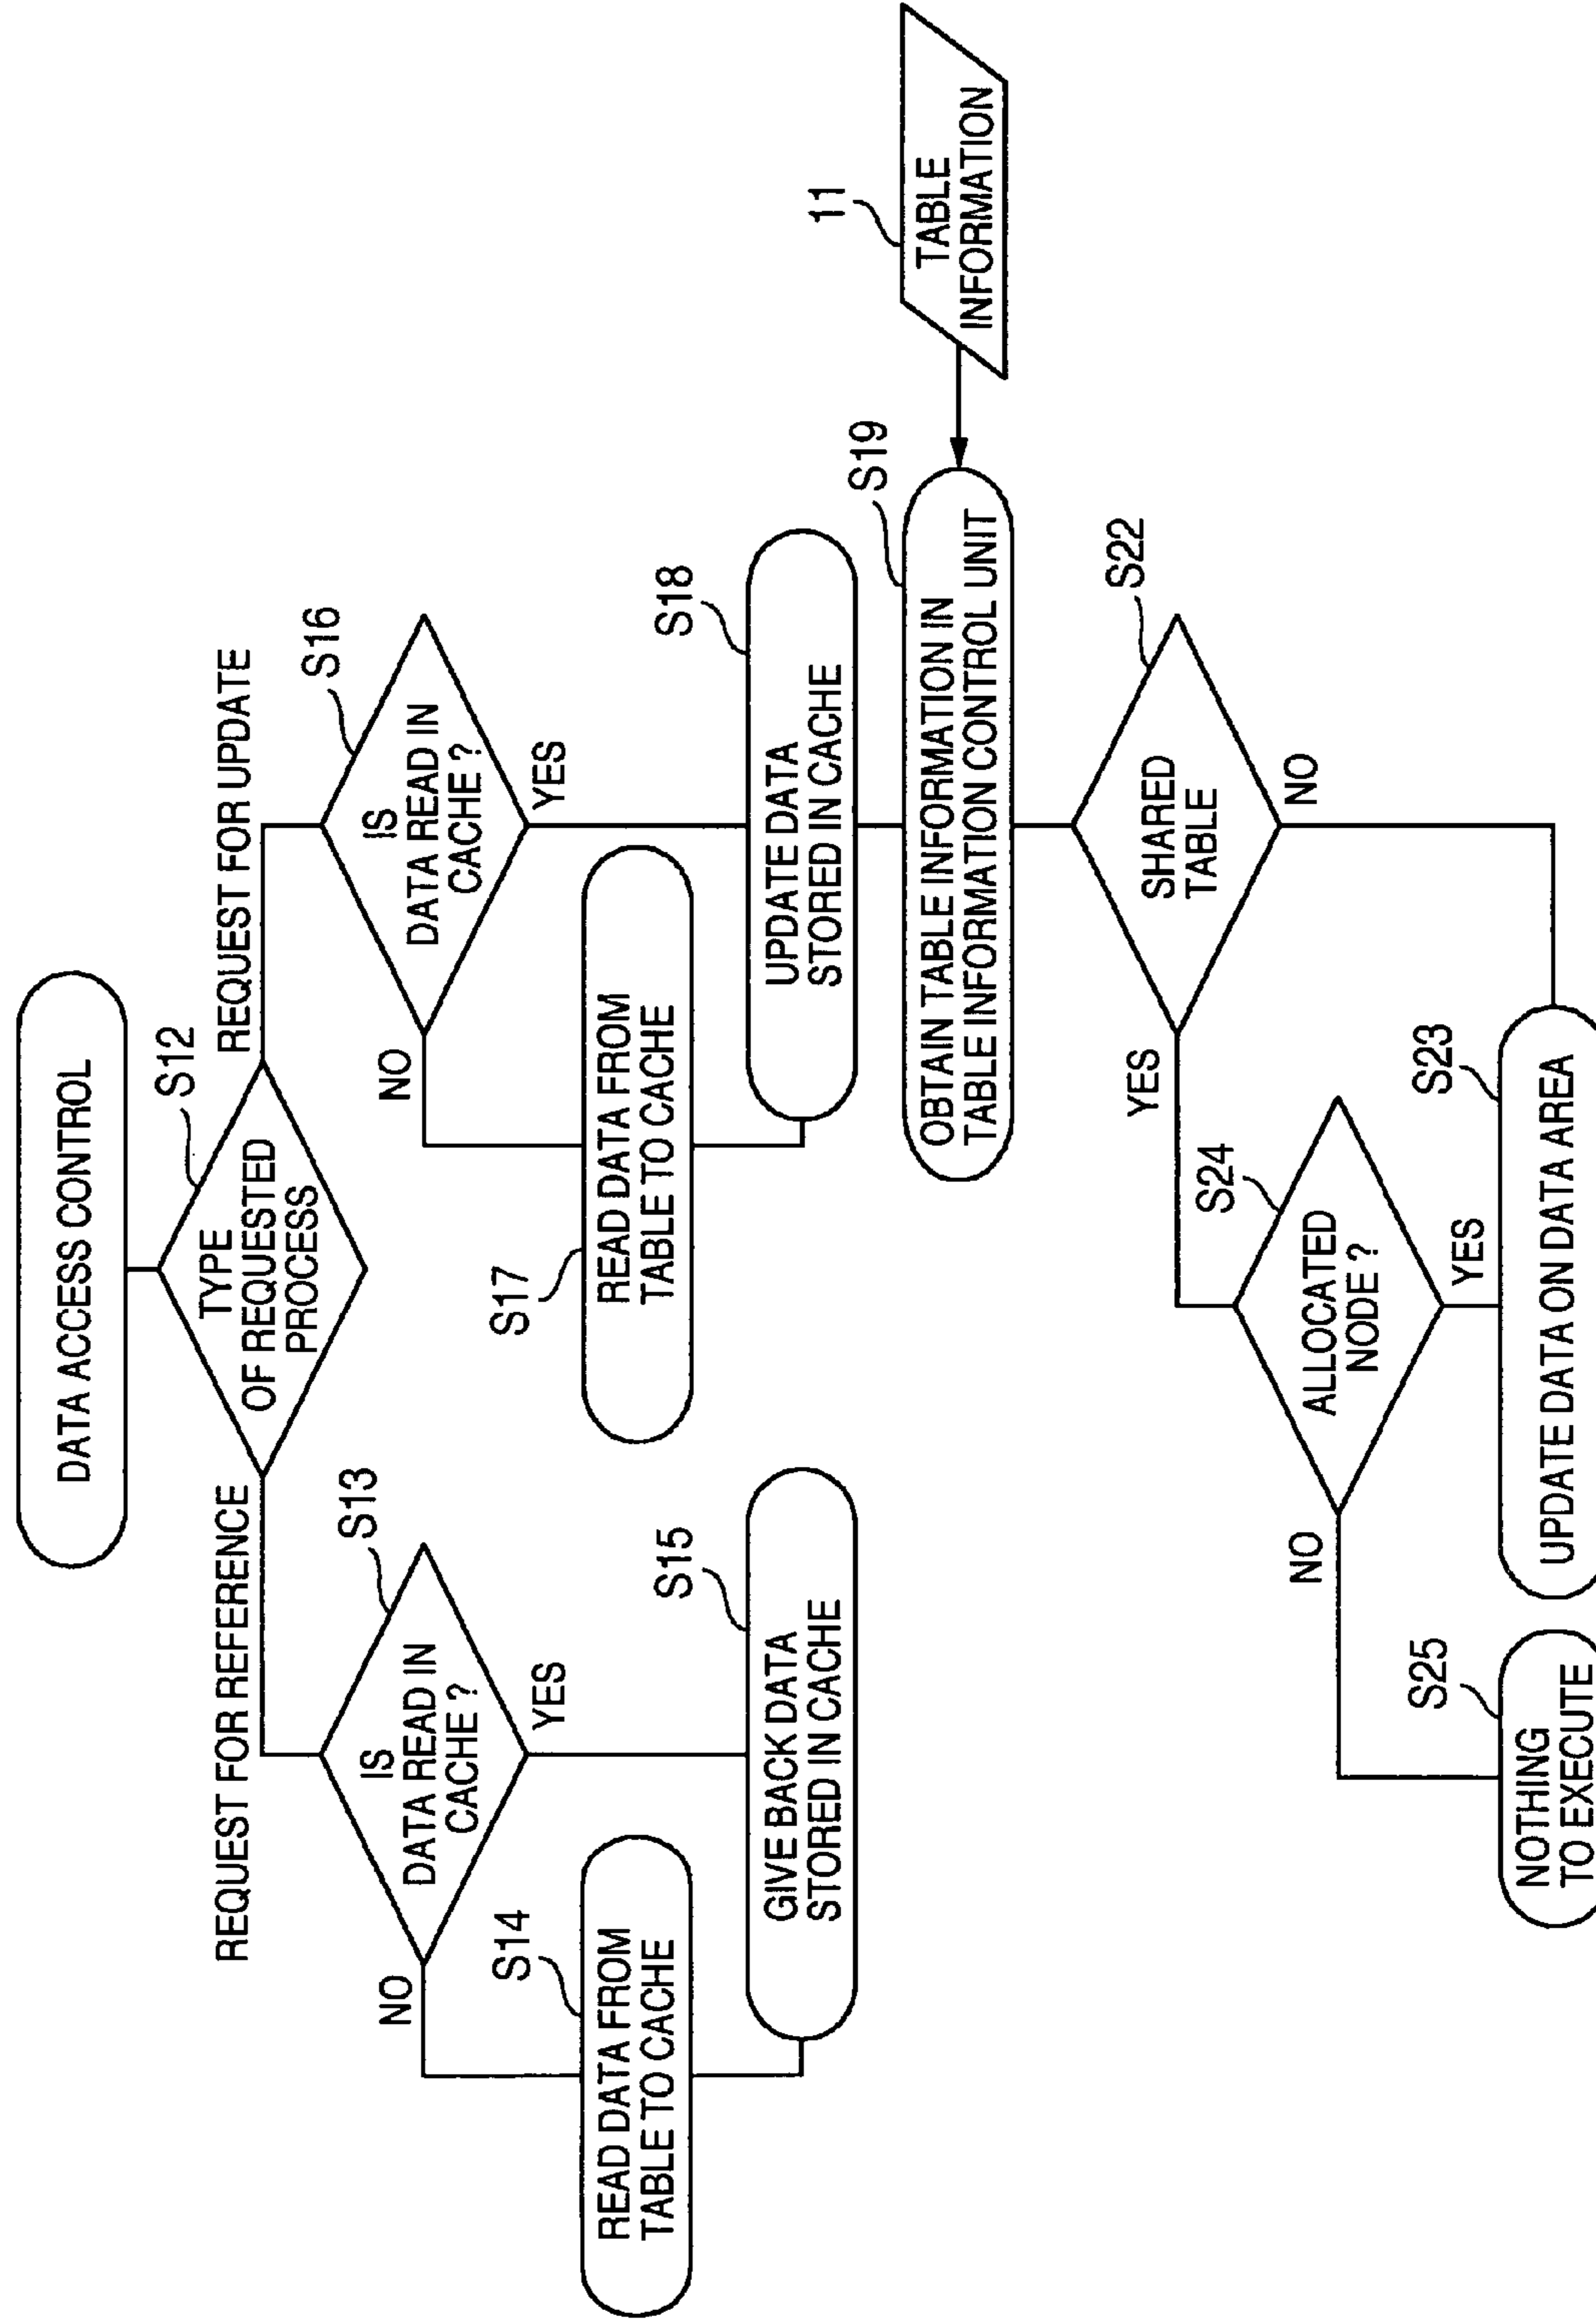 DATA ACCESS CONTROL
S12
TYPE
OF REQUESTED
PROCESS
REQUEST FOR REFERENCE
REQUEST FOR UPDATE
S13
IS
DATA READ IN
CACHE ?
NO
YES
S14
READ DATA FROM
TABLE TO CACHE
S15
GIVE BACK DATA
STORED IN CACHE
S16
IS
DATA READ IN
CACHE ?
NO
YES
S17
READ DATA FROM
TABLE TO CACHE
S18
UPDATE DATA
STORED IN CACHE
S19
OBTAIN TABLE INFORMATION IN
TABLE INFORMATION CONTROL UNIT
11
TABLE
INFORMATION
S22
SHARED
TABLE
YES
NO
S24
ALLOCATED
NODE ?
NO
YES
S25
NOTHING
TO EXECUTE
S23
UPDATE DATA ON DATA AREA